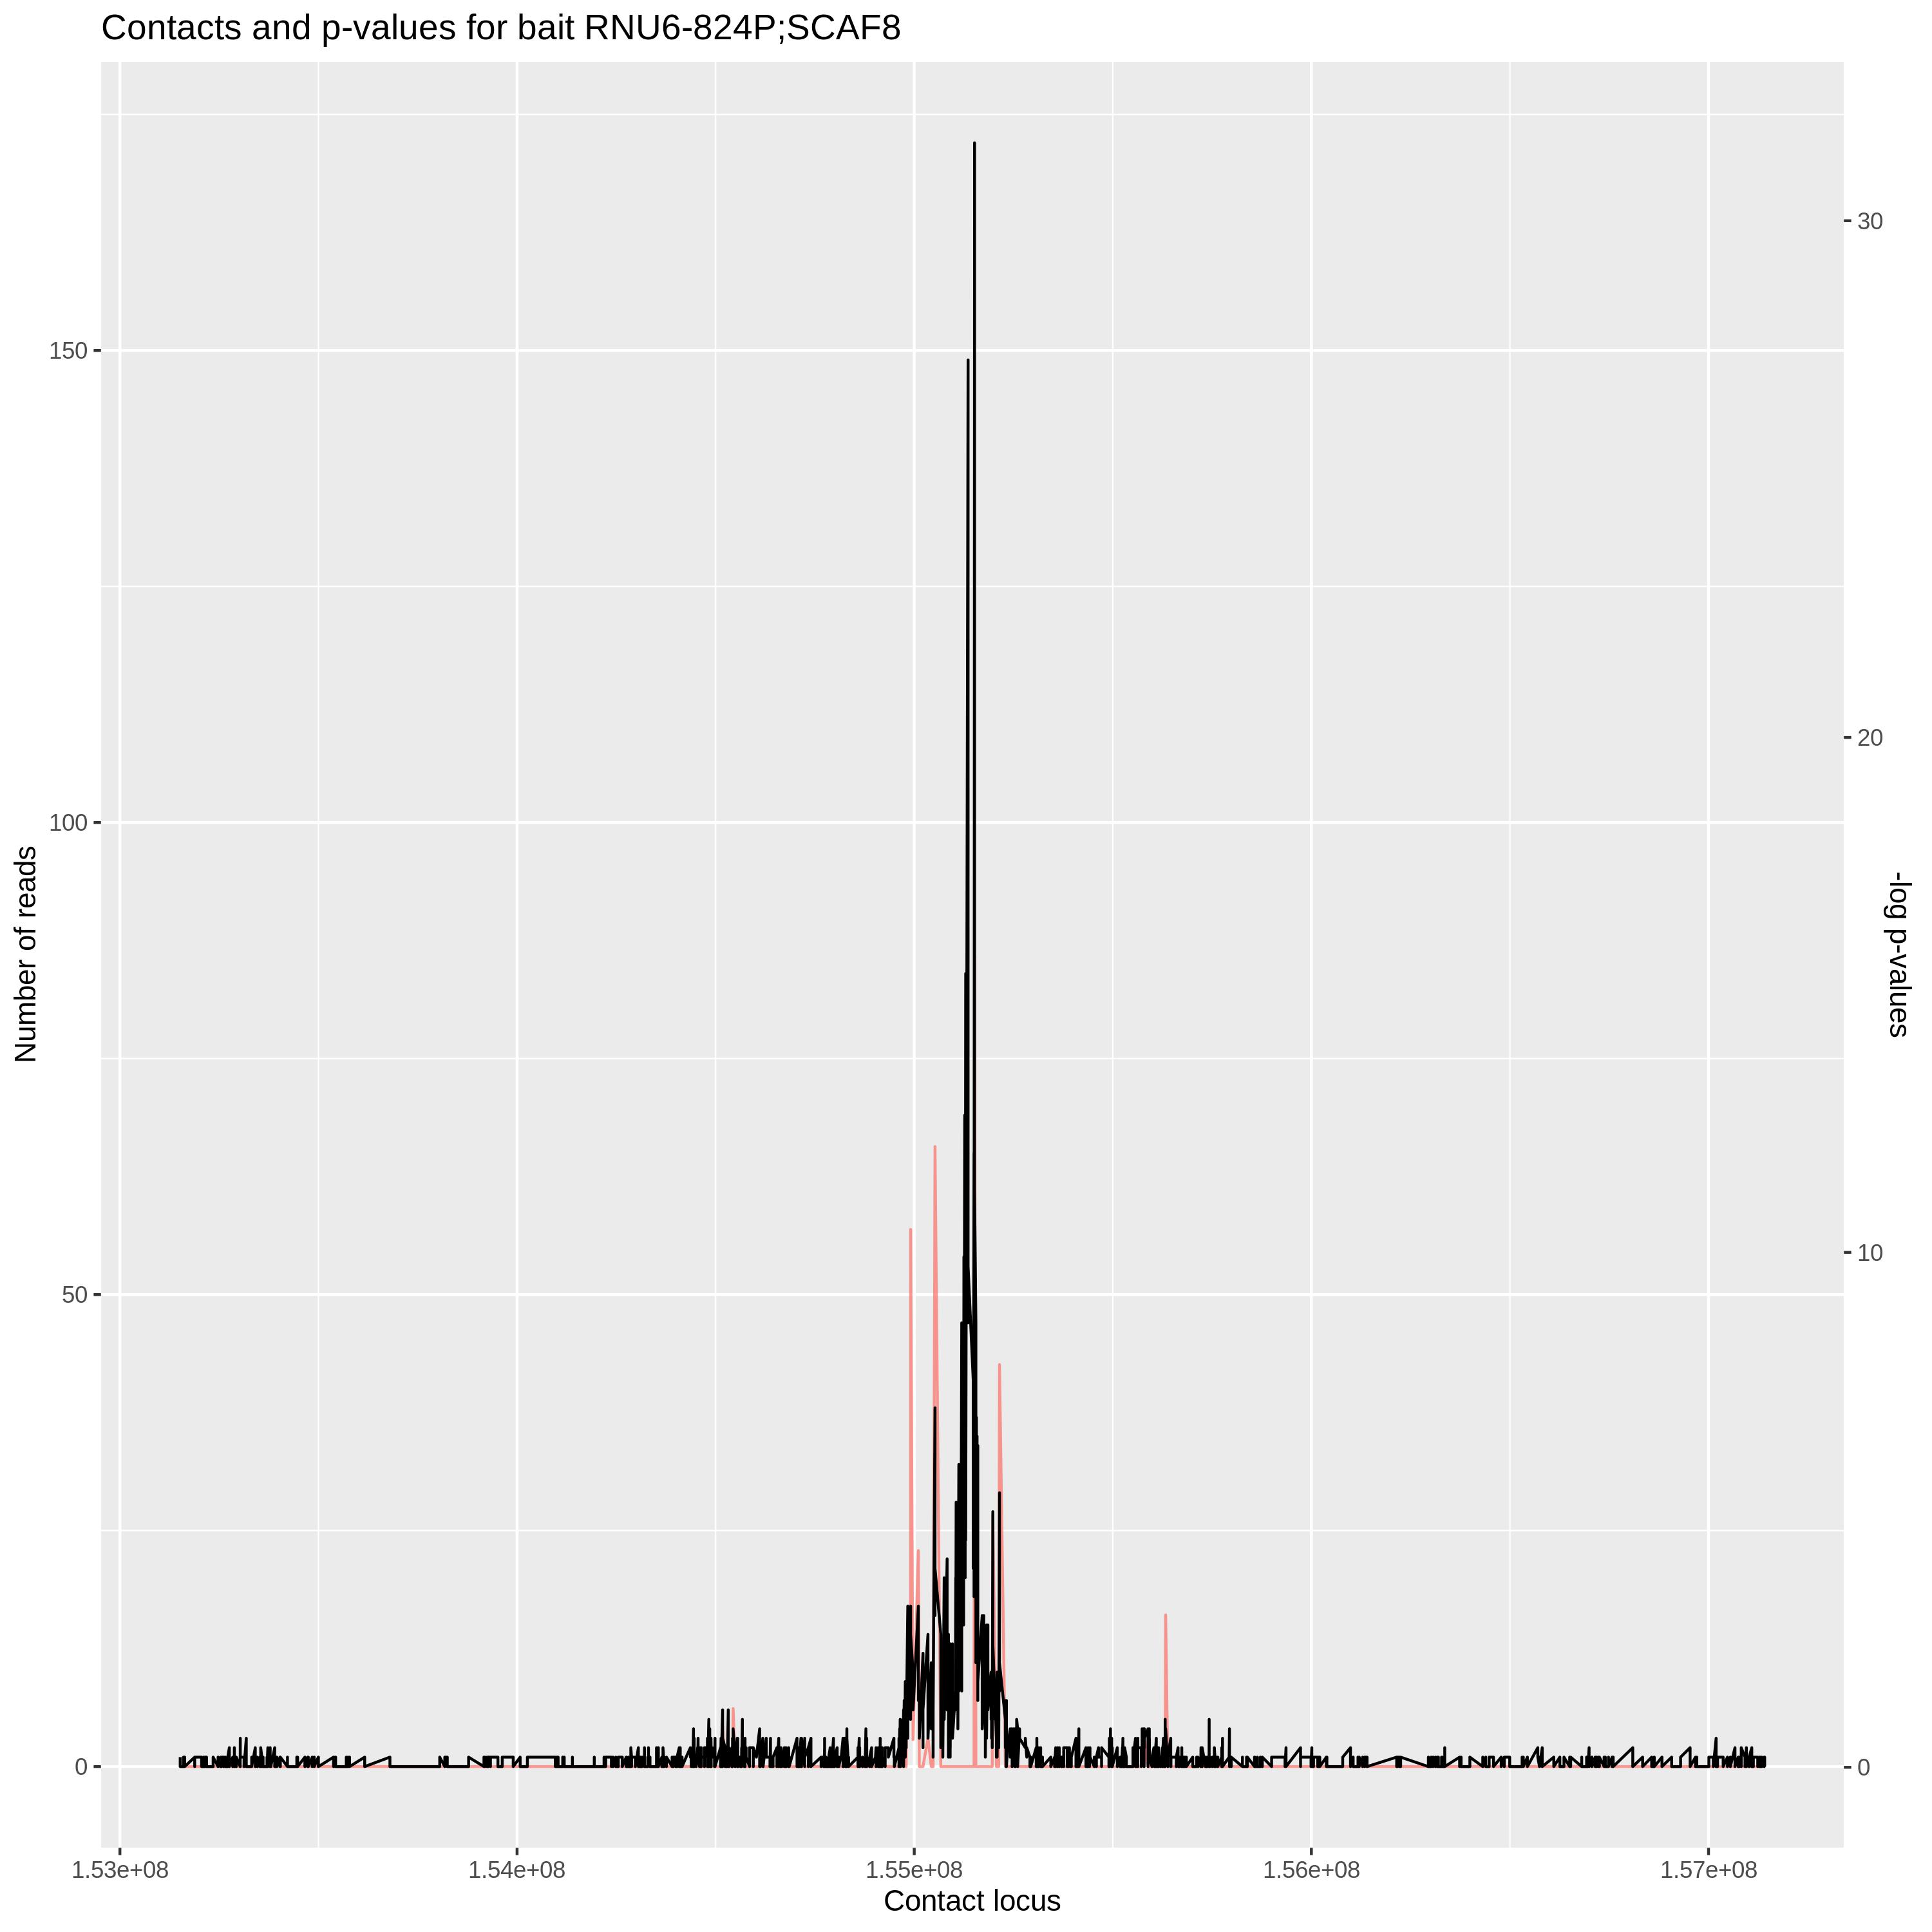 Contacts and p-values for bait RNU6-824P;SCAF8
150
100
50
0
Number of reads
30
20
10
0
-log p-values
1.53e+08
1.54e+08
1.55e+08
1.56e+08
1.57e+08
Contact locus